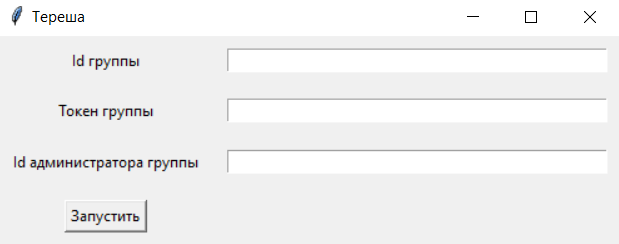 Тереша
Id группы
Токен группы
Id администратора группы
Запустить